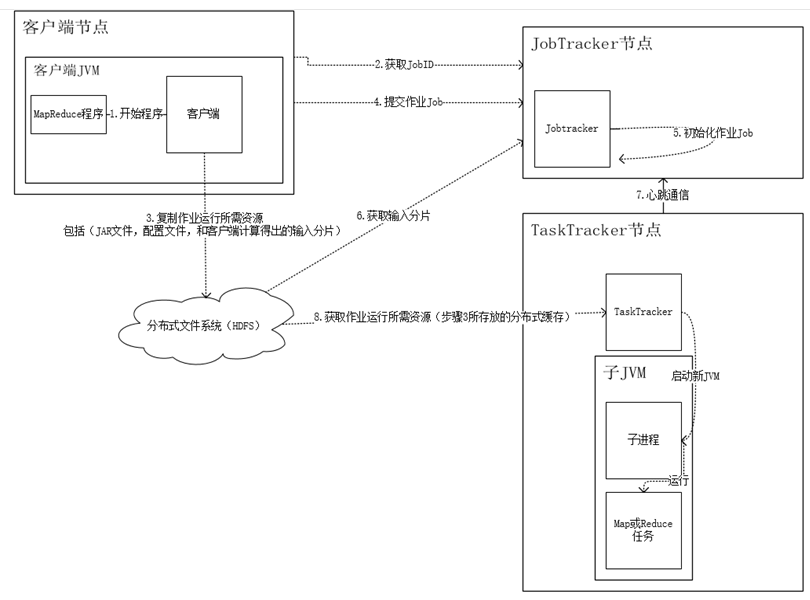 客户端节点
客户端JVM
MapReduce程序
1.开始程序
客户端
2.获取JobID
4.提交作业Job
JobTracker节点
Jobtracker
5.初始化作业Job
3.复制作业运行所需资源
包括（JAR文件，配置文件，和客户端计算得出的输入分片）
6.获取输入分片
7.心跳通信
TaskTracker节点
分布式文件系统（HDFS）
8.获取作业运行所需资源（步骤3所存放的分布式缓存）
TaskTracker
子JVM
启动新JVM
子进程
运行
Map或Reduce
任务